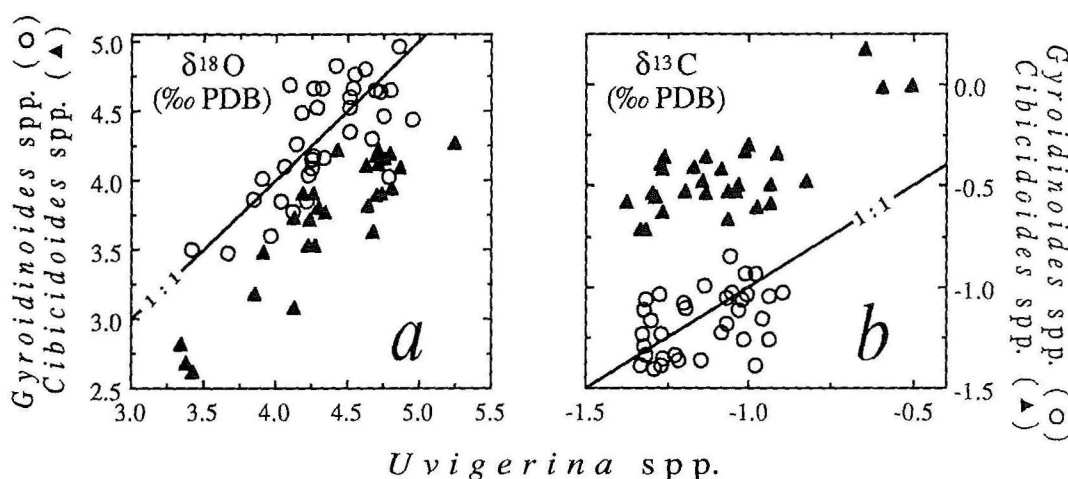 Gyroidinoides spp. (○)
Cibicidoides spp. (▲)
5.0
4.5
4.0
3.5
3.0
2.5
δ18O
(‰ PDB)
1:1
a
3.0 3.5 4.0 4.5 5.0 5.5
δ13C
(‰ PDB)
1:1
b
0.0
-0.5
-1.0
-1.5
-1.5 -1.0 -0.5
Gyroidinoides spp. (○)
Cibicidoides spp. (▲)
Uvigerina spp.